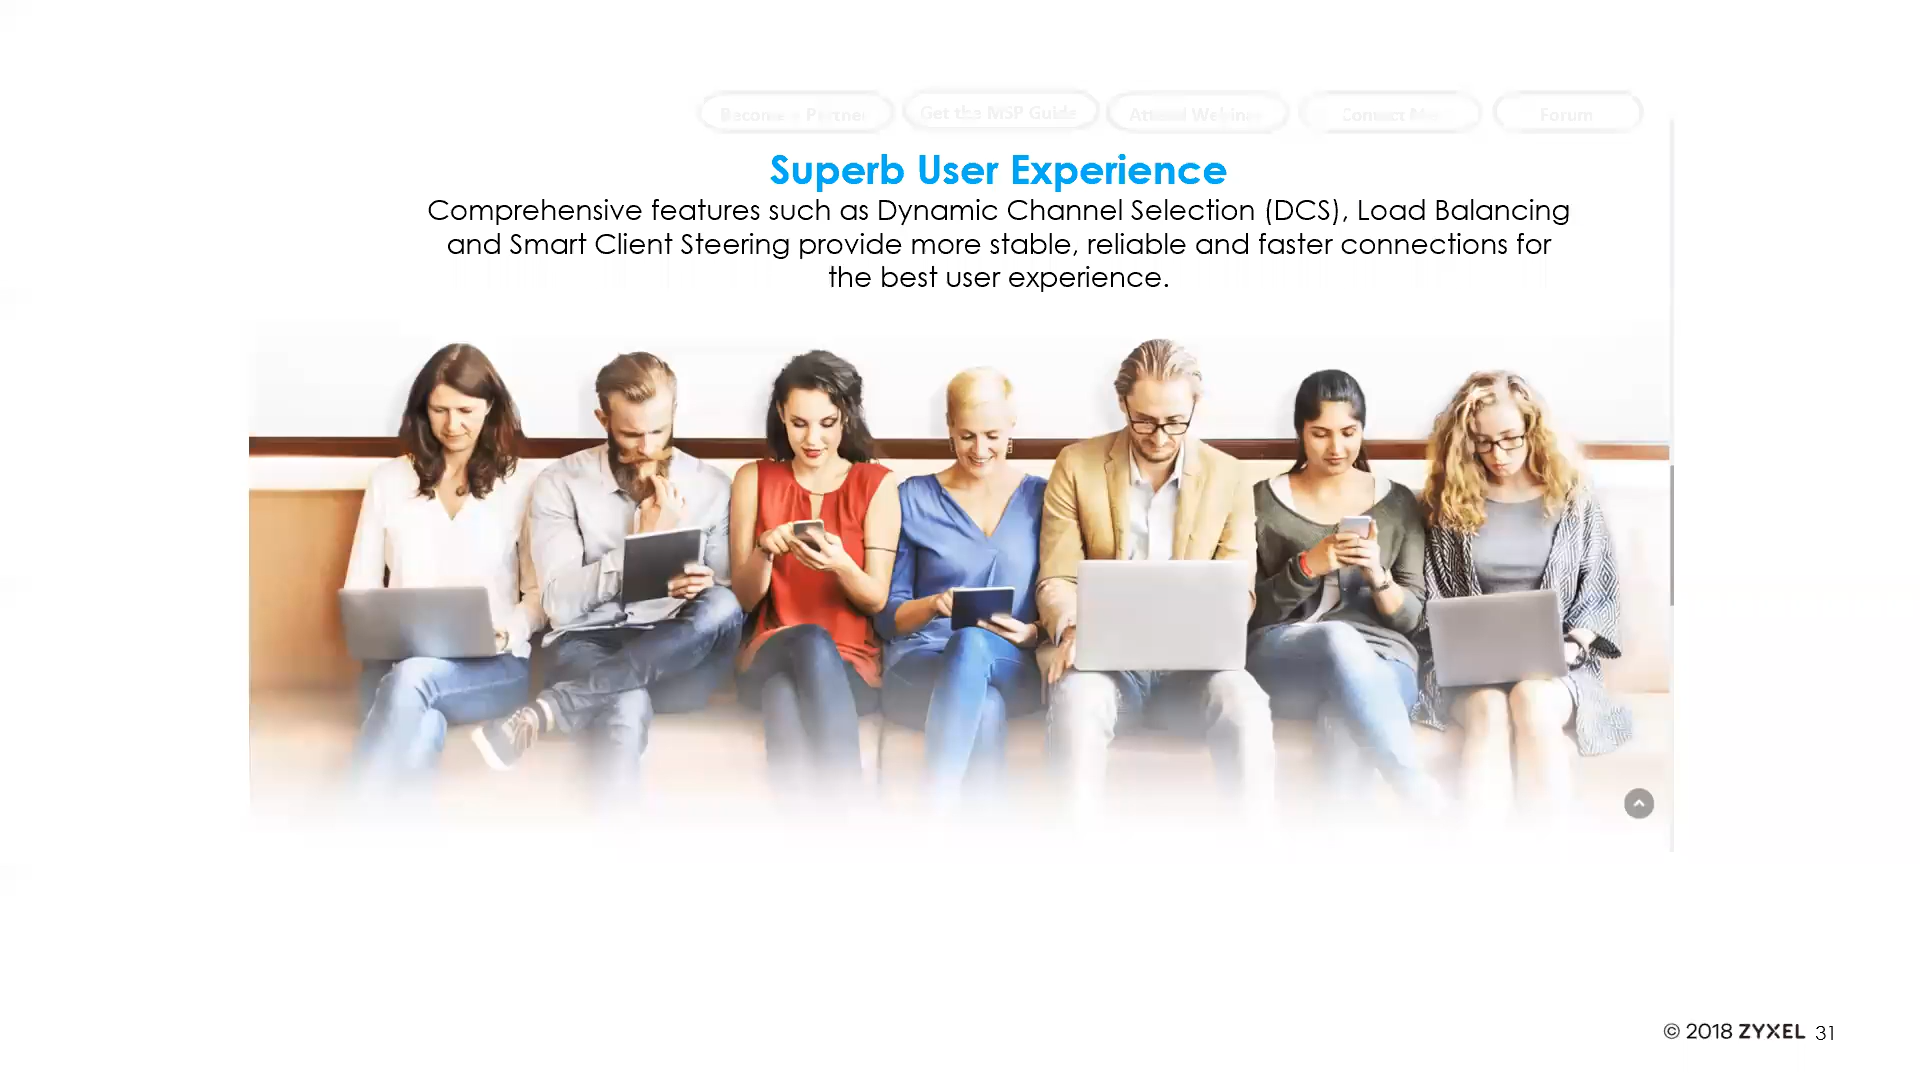 Become a Partner
Get the MSP Guide
Attend Webinar
Contact Me
Forum
Superb User Experience
Comprehensive features such as Dynamic Channel Selection (DCS), Load Balancing
and Smart Client Steering provide more stable, reliable and faster connections for
the best user experience.
© 2018 ZYXEL 31